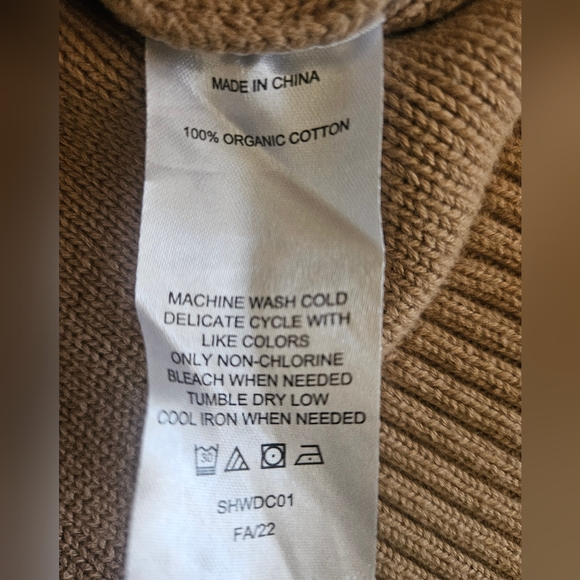 MADE IN CHINA
100% ORGANIC COTTON
MACHINE WASH COLD
DELICATE CYCLE WITH
LIKE COLORS
ONLY NON-CHLORINE
BLEACH WHEN NEEDED
TUMBLE DRY LOW
COOL IRON WHEN NEEDED
30
SHWDC01
FA/22